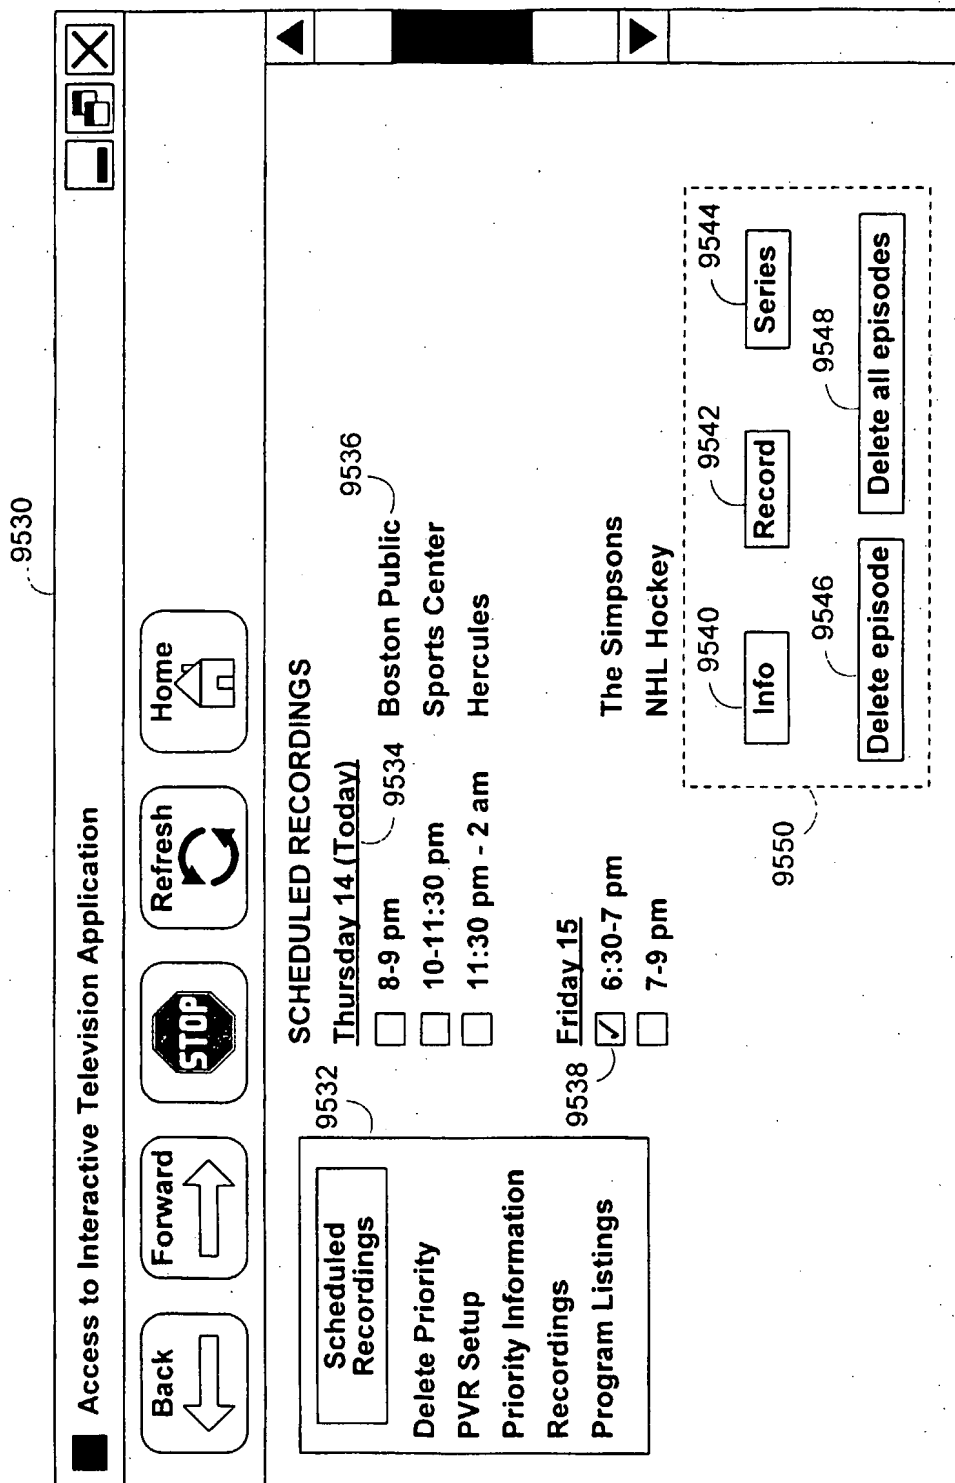 9530
Access to Interactive Television Application
Back
Forward
STOP
Refresh
Home
Scheduled
Recordings
Delete Priority
PVR Setup
Priority Information
Recordings
Program Listings
9532
SCHEDULED RECORDINGS
Thursday 14 (Today)
9534
9536
8-9 pm Boston Public
10-11:30 pm Sports Center
11:30 pm - 2 am Hercules
Friday 15
9538
✓ 6:30-7 pm The Simpsons
7-9 pm NHL Hockey
9540
9542
9544
Info
Record
Series
9546
9548
Delete episode
Delete all episodes
9550